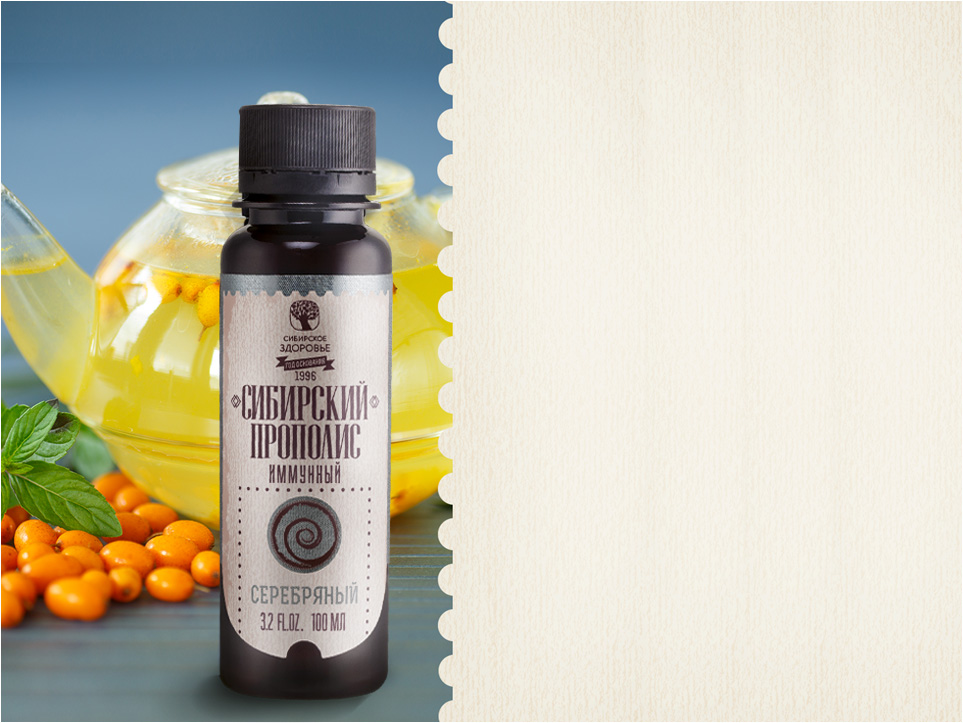 СИБИРСКОЕ
ЗДОРОВЬЕ
ГОД ОСНОВАНИЯ
1996
СИБИРСКИЙ
ПРОПОЛИС
ИММУННЫЙ
СЕРЕБРЯНЫЙ
3.2 FL.OZ. 100 МЛ